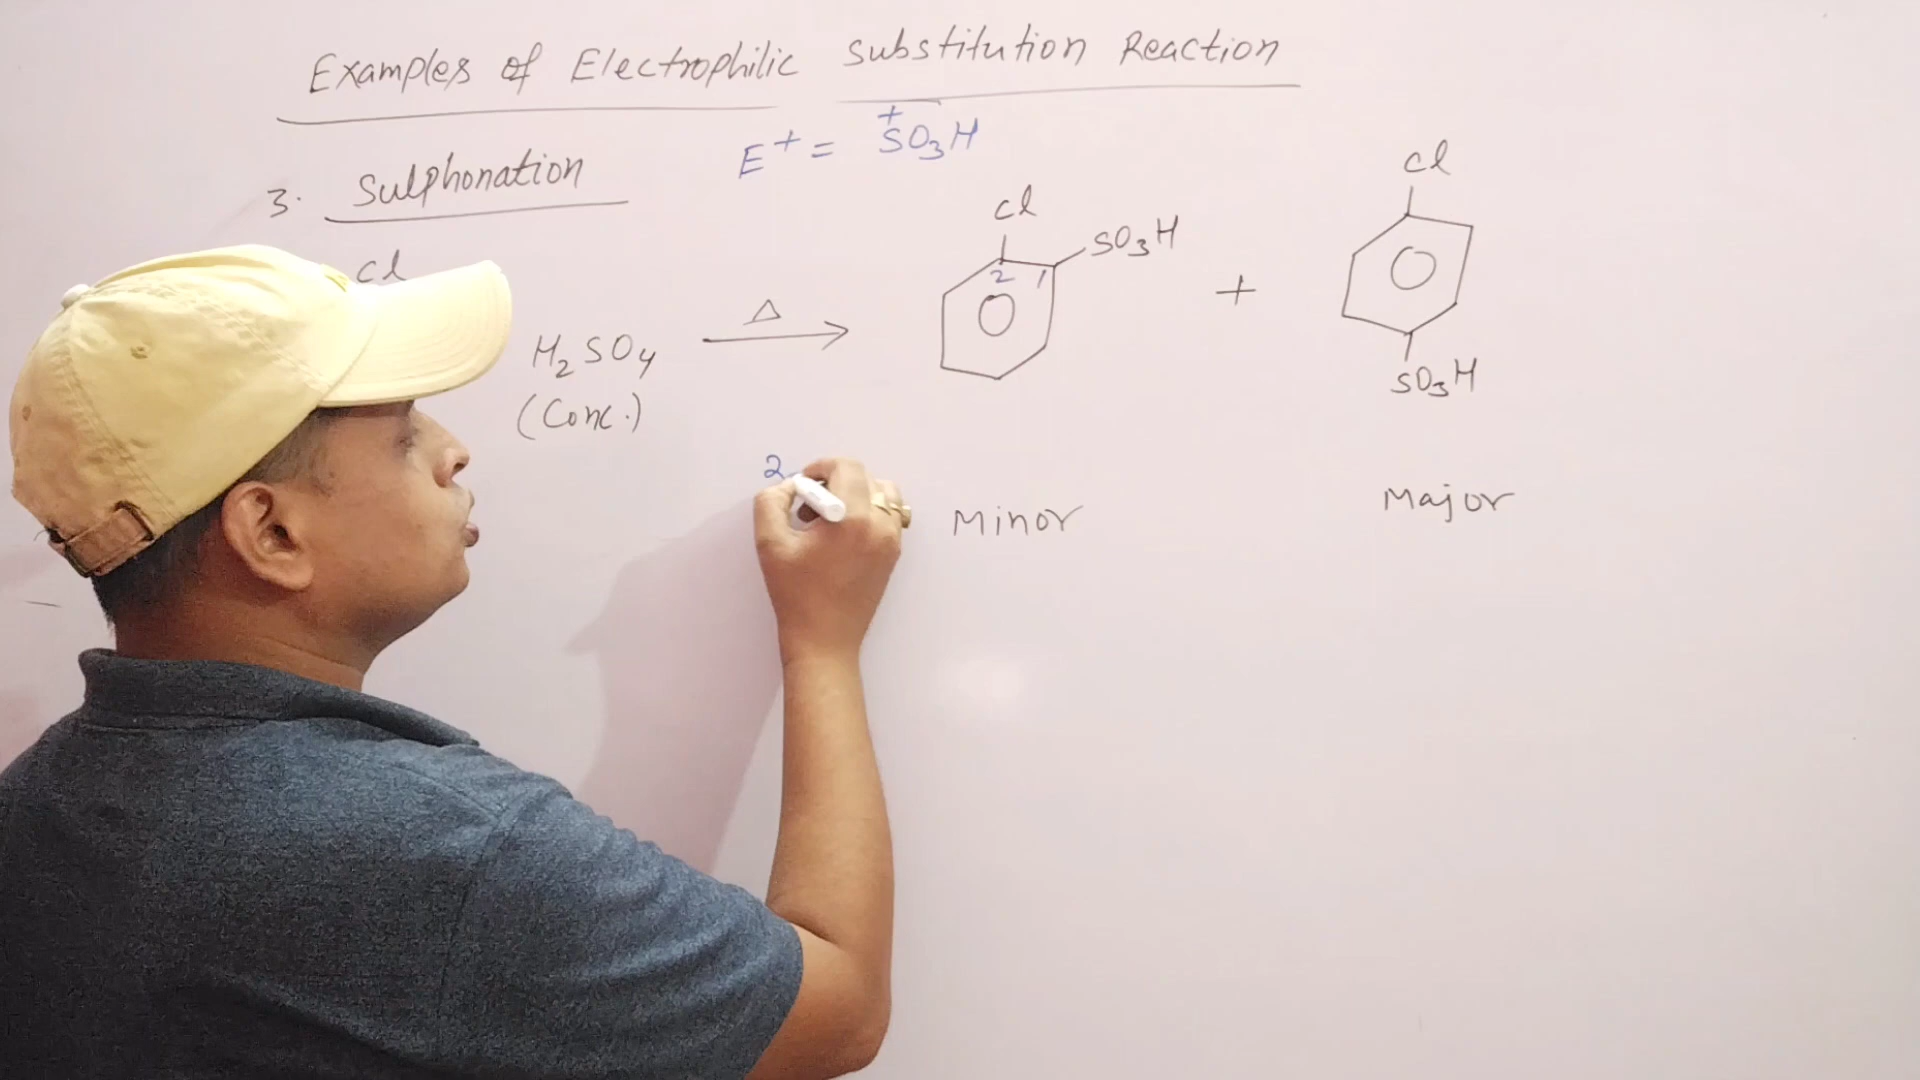 Examples of Electrophilic Substitution Reaction
E+ = +SO3H
3. Sulphonation
Cl
H2SO4
(Conc.)
Δ
Cl
SO3H
2 1
+
Cl
SO3H
2
Minor
Major